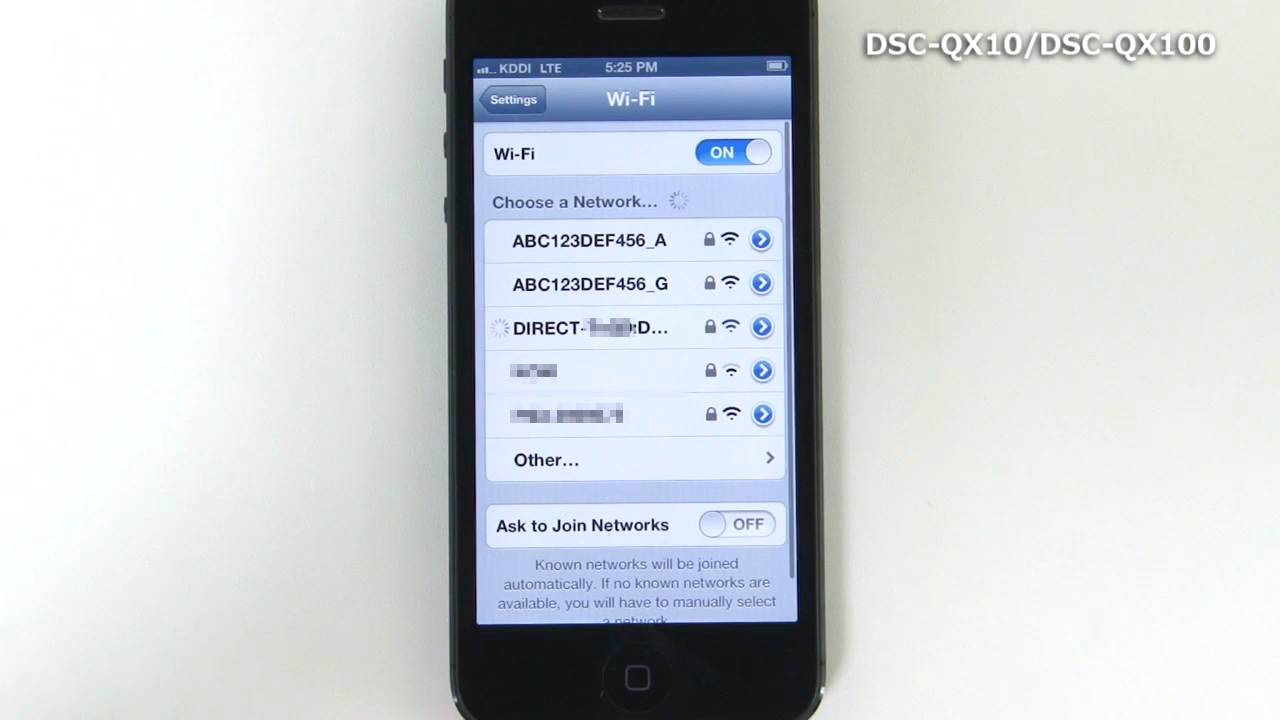 DSC-QX10/DSC-QX100
KDDI LTE 5:25 PM
Settings
Wi-Fi
Wi-Fi ON
Choose a Network...
ABC123DEF456_A
ABC123DEF456_G
DIRECT- :D...
Other...
Ask to Join Networks OFF
Known networks will be joined
automatically. If no known networks are
available, you will have to manually select
a network.